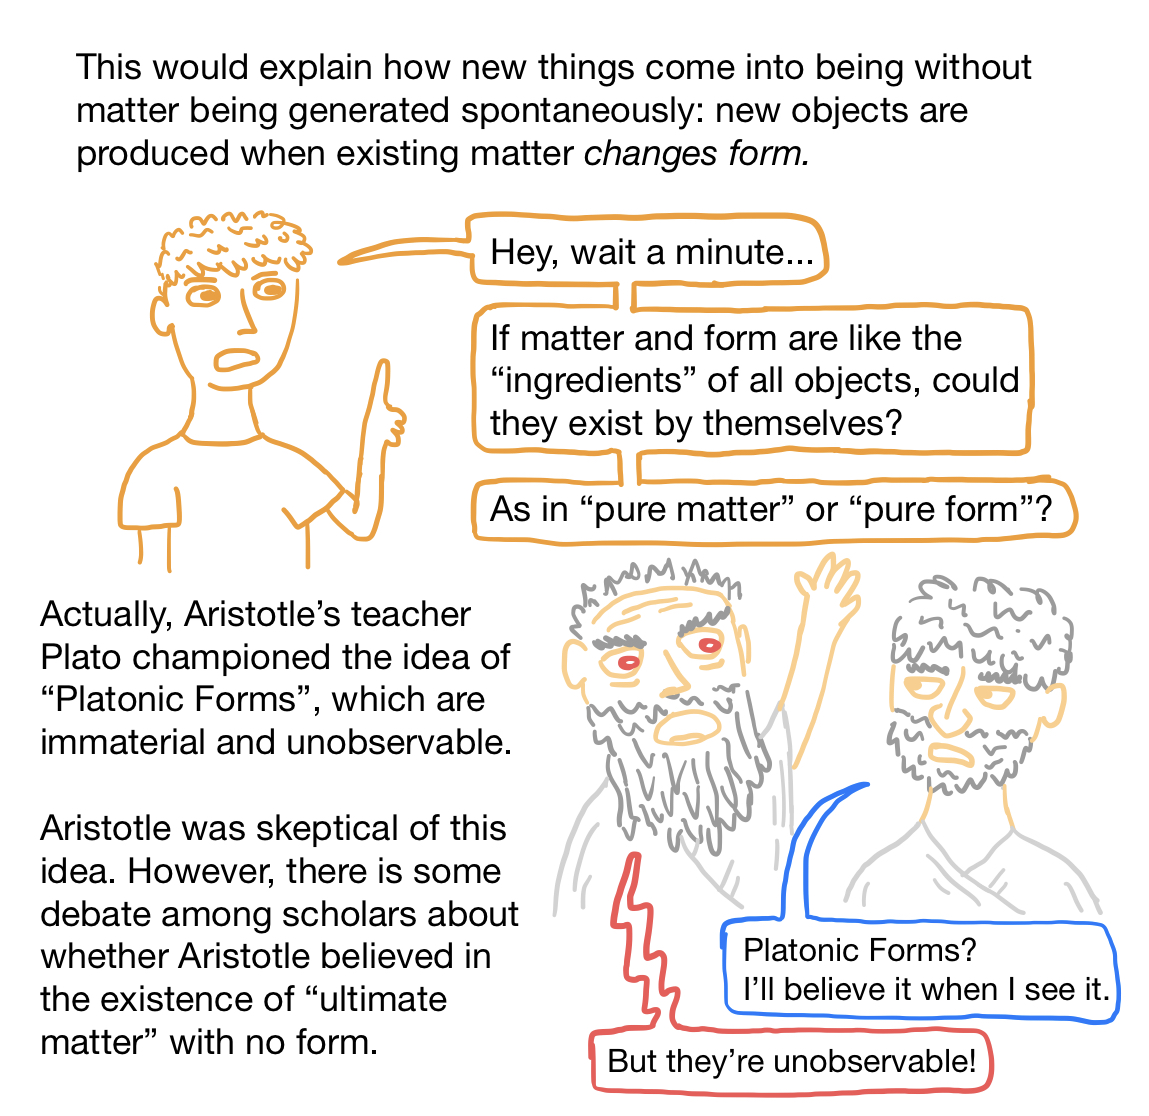 This would explain how new things come into being without
matter being generated spontaneously: new objects are
produced when existing matter changes form.
Hey, wait a minute...
If matter and form are like the
“ingredients” of all objects, could
they exist by themselves?
As in “pure matter” or “pure form”?
Actually, Aristotle’s teacher
Plato championed the idea of
“Platonic Forms”, which are
immaterial and unobservable.
Aristotle was skeptical of this
idea. However, there is some
debate among scholars about
whether Aristotle believed in
the existence of “ultimate
matter” with no form.
Platonic Forms?
I’ll believe it when I see it.
But they’re unobservable!